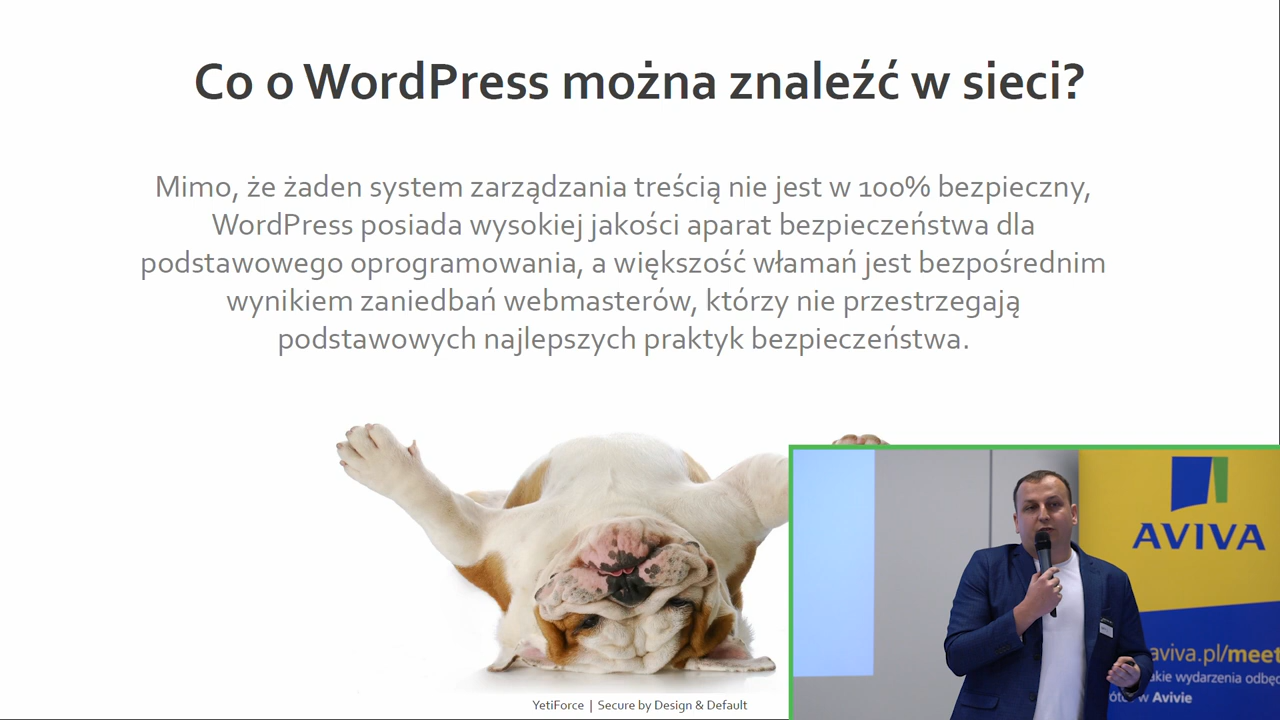 Co o WordPress można znaleźć w sieci?
Mimo, że żaden system zarządzania treścią nie jest w 100% bezpieczny,
WordPress posiada wysokiej jakości aparat bezpieczeństwa dla
podstawowego oprogramowania, a większość włamań jest bezpośrednim
wynikiem zaniedbań webmasterów, którzy nie przestrzegają
podstawowych najlepszych praktyk bezpieczeństwa.
YetiForce | Secure by Design & Default
AVIVA
aviva.pl/meet
akie wydarzenia odbęd
w Avivie